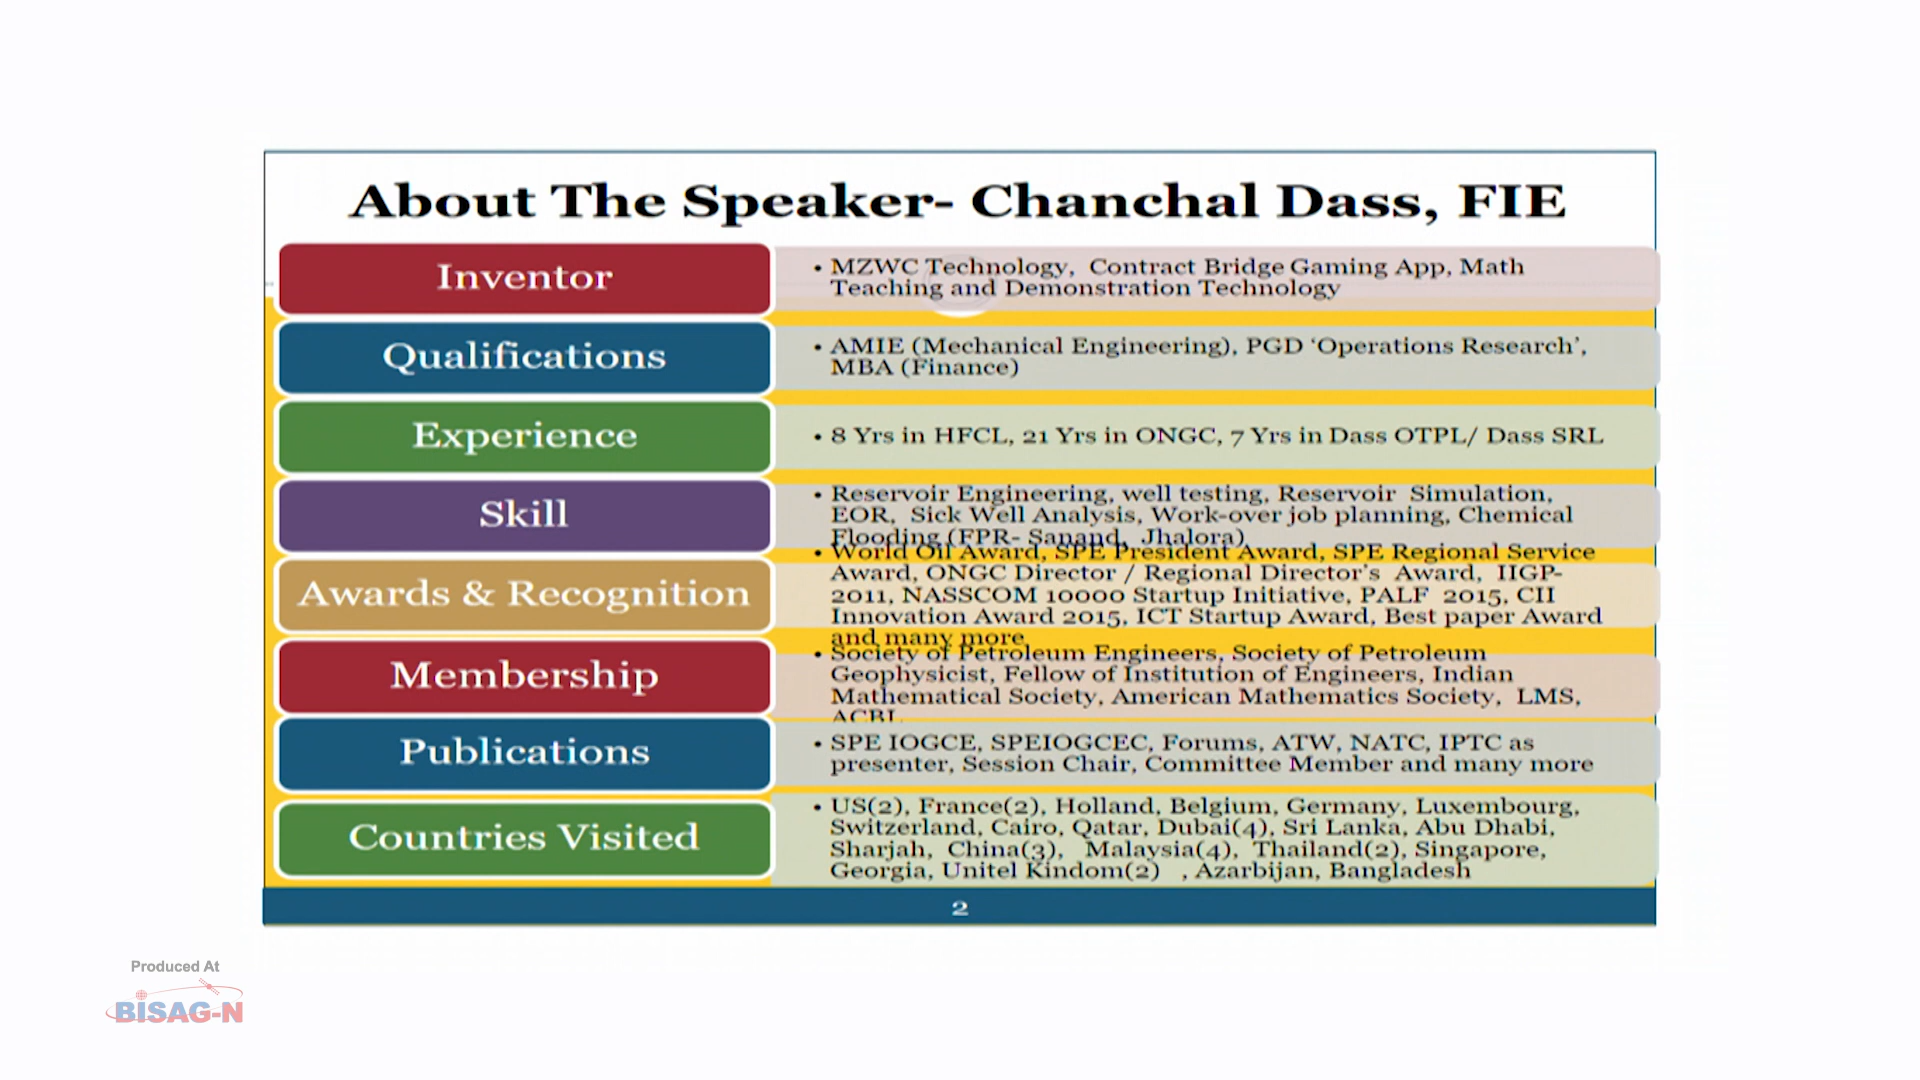 About The Speaker- Chanchal Dass, FIE
Inventor
• MZWC Technology, Contract Bridge Gaming App, Math
Teaching and Demonstration Technology
Qualifications
• AMIE (Mechanical Engineering), PGD ‘Operations Research’,
MBA (Finance)
Experience
• 8 Yrs in HFCL, 21 Yrs in ONGC, 7 Yrs in Dass OTPL/ Dass SRL
Skill
• Reservoir Engineering, well testing, Reservoir Simulation,
EOR, Sick Well Analysis, Work-over job planning, Chemical
Flooding (FPR- Sanand, Jhalora)
Awards & Recognition
• World Oil Award, SPE President Award, SPE Regional Service
Award, ONGC Director / Regional Director's Award, IIGP-
2011, NASSCOM 10000 Startup Initiative, PALF 2015, CII
Innovation Award 2015, ICT Startup Award, Best paper Award
and many more
Membership
• Society of Petroleum Engineers, Society of Petroleum
Geophysicist, Fellow of Institution of Engineers, Indian
Mathematical Society, American Mathematics Society, LMS,
ACBL
Publications
• SPE IOGCE, SPEIOGCEC, Forums, ATW, NATC, IPTC as
presenter, Session Chair, Committee Member and many more
Countries Visited
• US(2), France(2), Holland, Belgium, Germany, Luxembourg,
Switzerland, Cairo, Qatar, Dubai(4), Sri Lanka, Abu Dhabi,
Sharjah, China(3), Malaysia(4), Thailand(2), Singapore,
Georgia, Unitel Kindom(2) , Azarbijan, Bangladesh
2
Produced At
BISAG-N